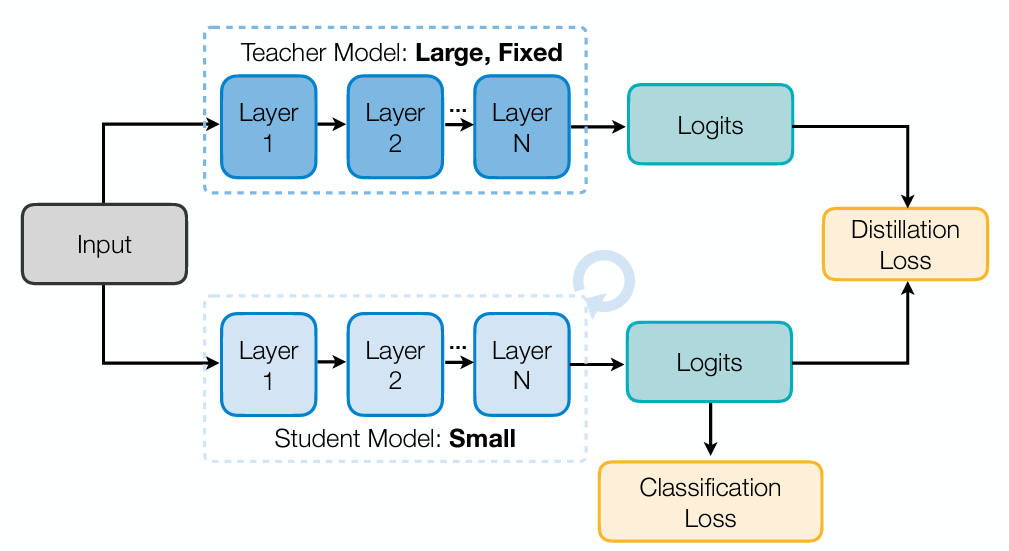 Teacher Model: Large, Fixed
Layer
1
Layer
2
...
Layer
N
Logits
Input
Distillation
Loss
Layer
1
Layer
2
...
Layer
N
Logits
Student Model: Small
Classification
Loss